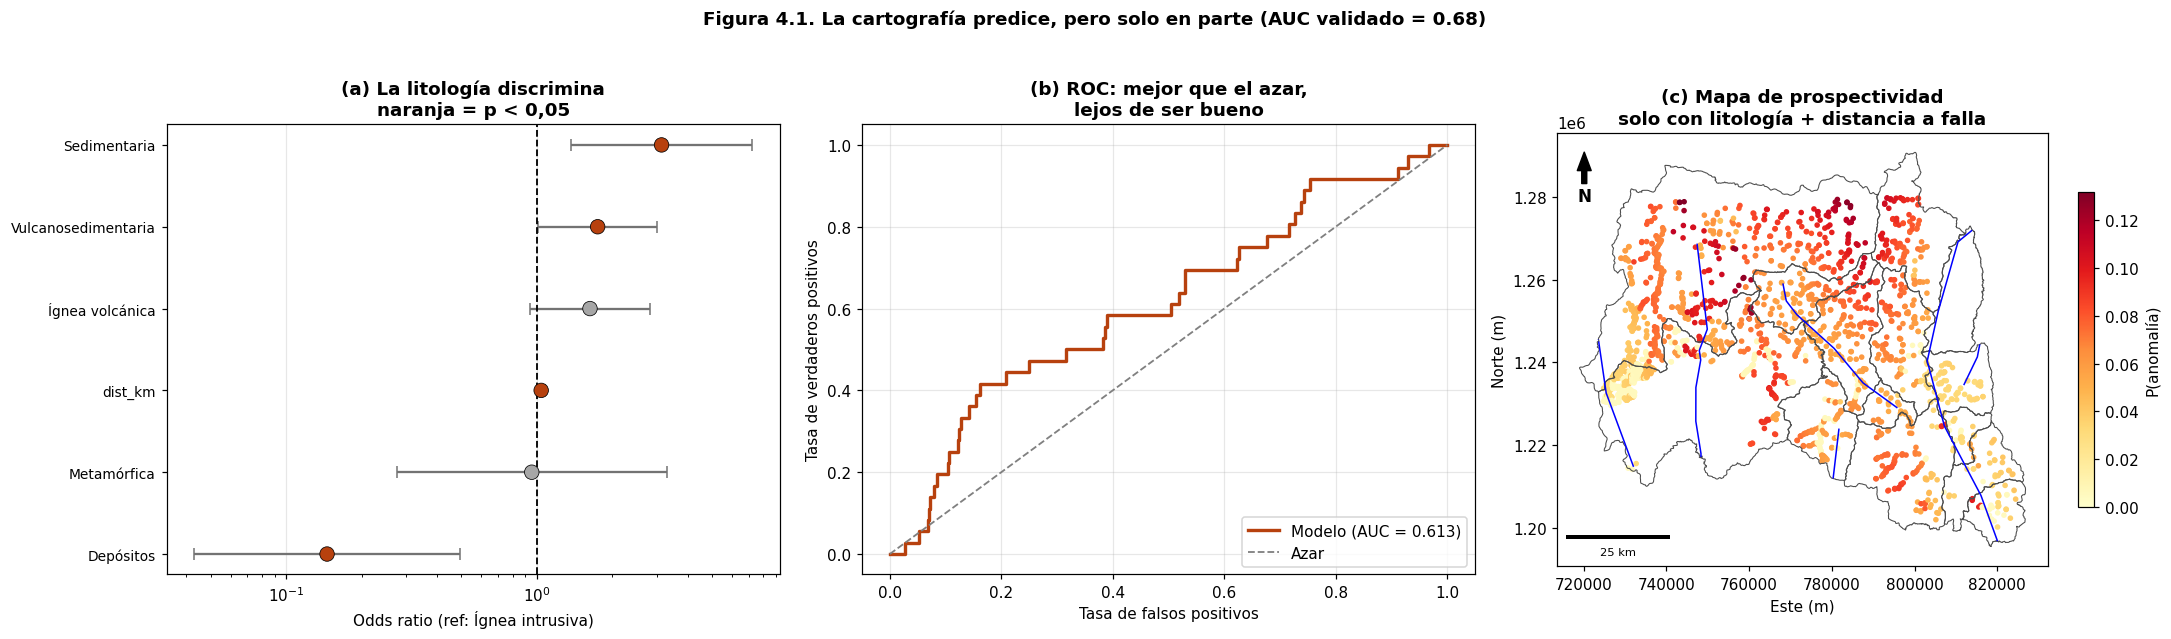 Figura 4.1. La cartografía predice, pero solo en parte (AUC validado = 0.68)
(a) La litología discrimina
naranja = p < 0,05
Sedimentaria
Vulcanosedimentaria
Ígnea volcánica
dist_km
Metamórfica
Depósitos
10⁻¹
10⁰
Odds ratio (ref: Ígnea intrusiva)
(b) ROC: mejor que el azar,
lejos de ser bueno
Tasa de verdaderos positivos
1.0
0.8
0.6
0.4
0.2
0.0
0.0 0.2 0.4 0.6 0.8 1.0
Tasa de falsos positivos
Modelo (AUC = 0.613)
Azar
(c) Mapa de prospectividad
solo con litología + distancia a falla
1e6
N
Norte (m)
1.28
1.26
1.24
1.22
1.20
25 km
720000 740000 760000 780000 800000 820000
Este (m)
0.12
0.10
0.08
0.06
0.04
0.02
0.00
P(anomalía)